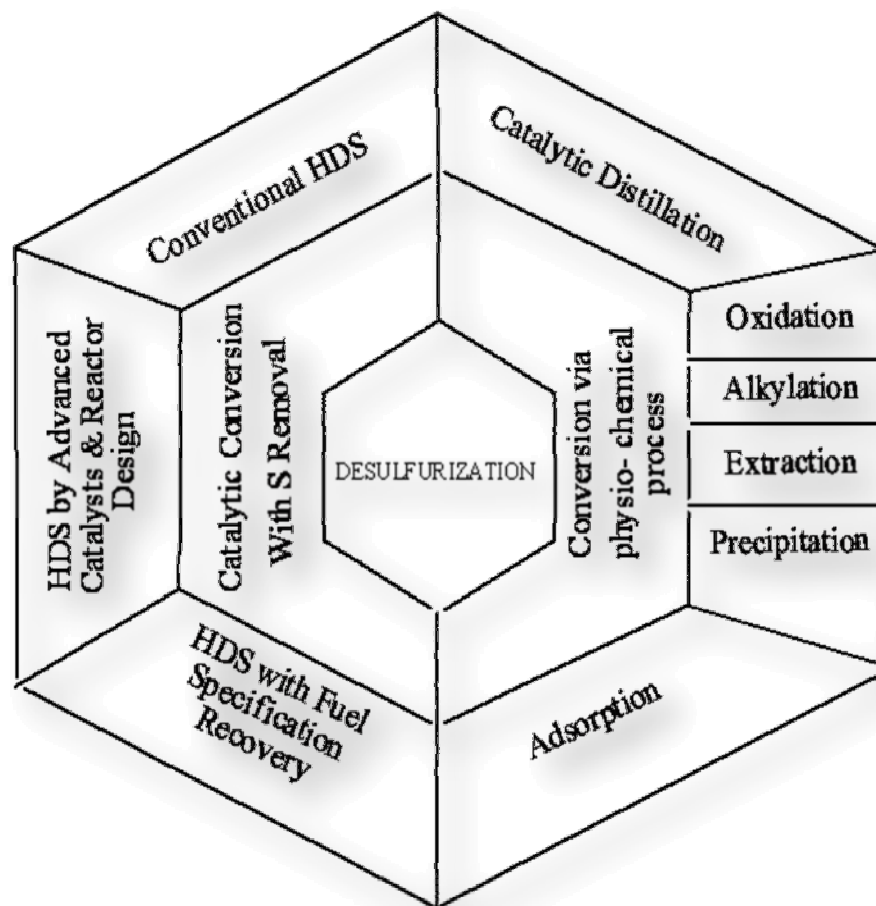 Conventional HDS
Catalytic Distillation
HDS by Advanced
Catalysts & Reactor
Design
Catalytic Conversion
With S Removal
DESULFURIZATION
Conversion via
physio- chemical
process
Oxidation
Alkylation
Extraction
Precipitation
HDS with Fuel
Specification
Recovery
Adsorption